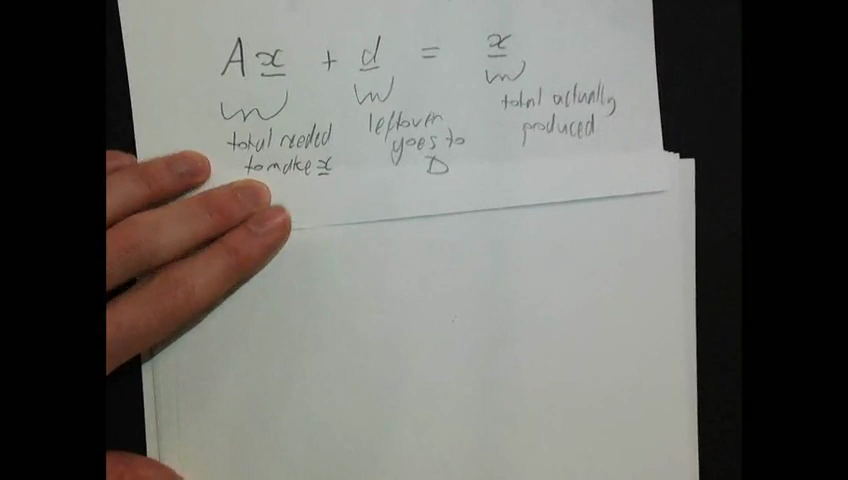 Ax + d = x
total needed
to make x
leftover
goes to
D
total actually
produced